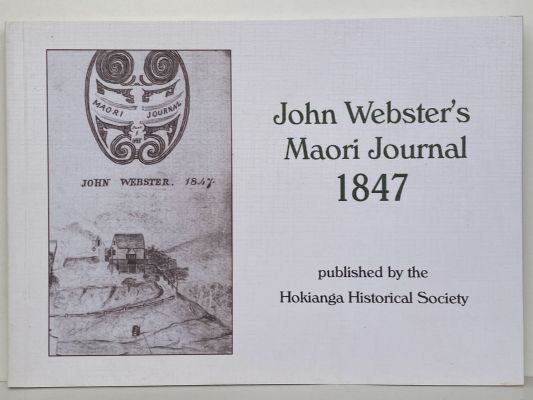 MAORI JOURNAL
JOHN WEBSTER. 1847.
John Webster's
Maori Journal
1847
published by the
Hokianga Historical Society